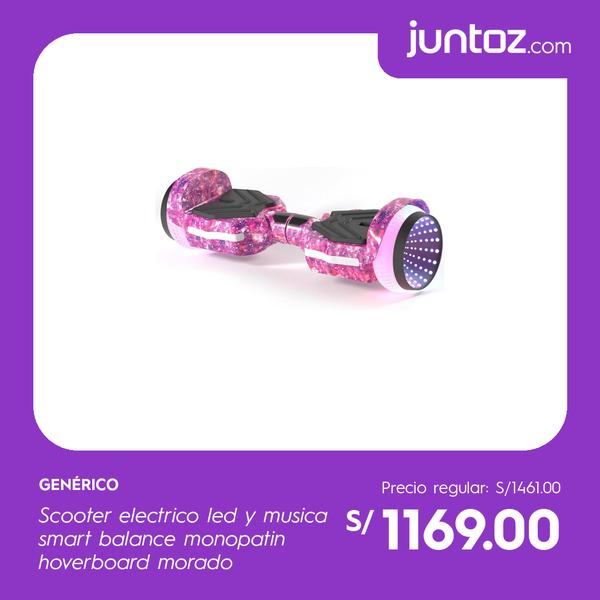 juntoz.com
GENÉRICO
Scooter electrico led y musica
smart balance monopatin
hoverboard morado
Precio regular: S/1461.00
S/ 1169.00